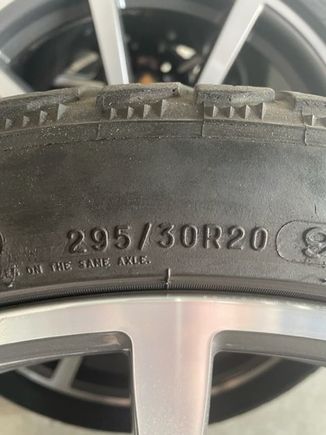 295/30R20
ON THE SAME AXLE.